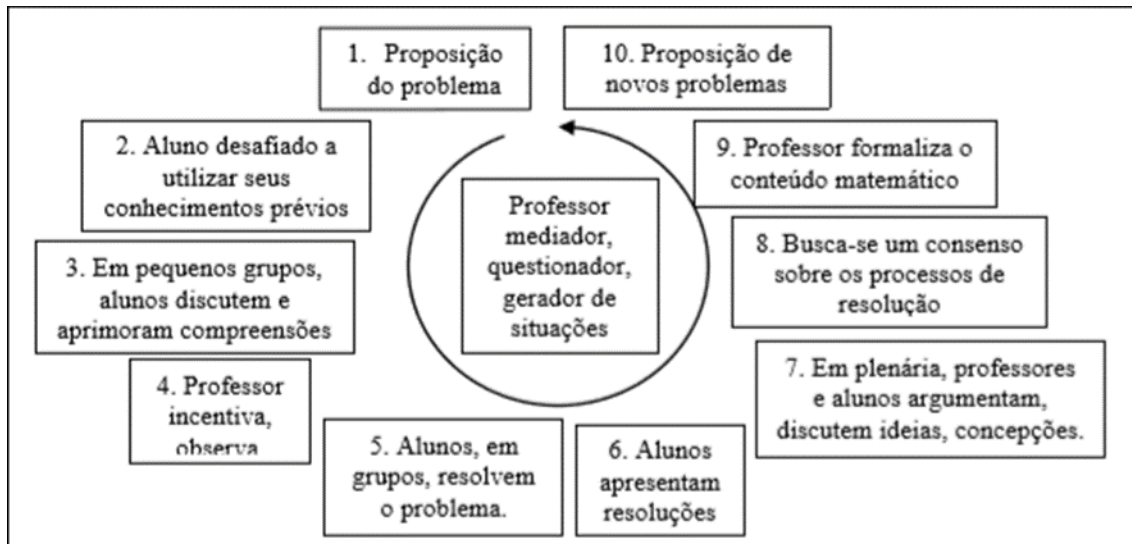 1. Proposição
do problema
2. Aluno desafiado a
utilizar seus
conhecimentos prévios
3. Em pequenos grupos,
alunos discutem e
aprimoram compreensões
4. Professor
incentiva,
observa
5. Alunos, em
grupos, resolvem
o problema.
6. Alunos
apresentam
resoluções
7. Em plenária, professores
e alunos argumentam,
discutem ideias, concepções.
8. Busca-se um consenso
sobre os processos de
resolução
9. Professor formaliza o
conteúdo matemático
10. Proposição de
novos problemas
Professor
mediador,
questionador,
gerador de
situações